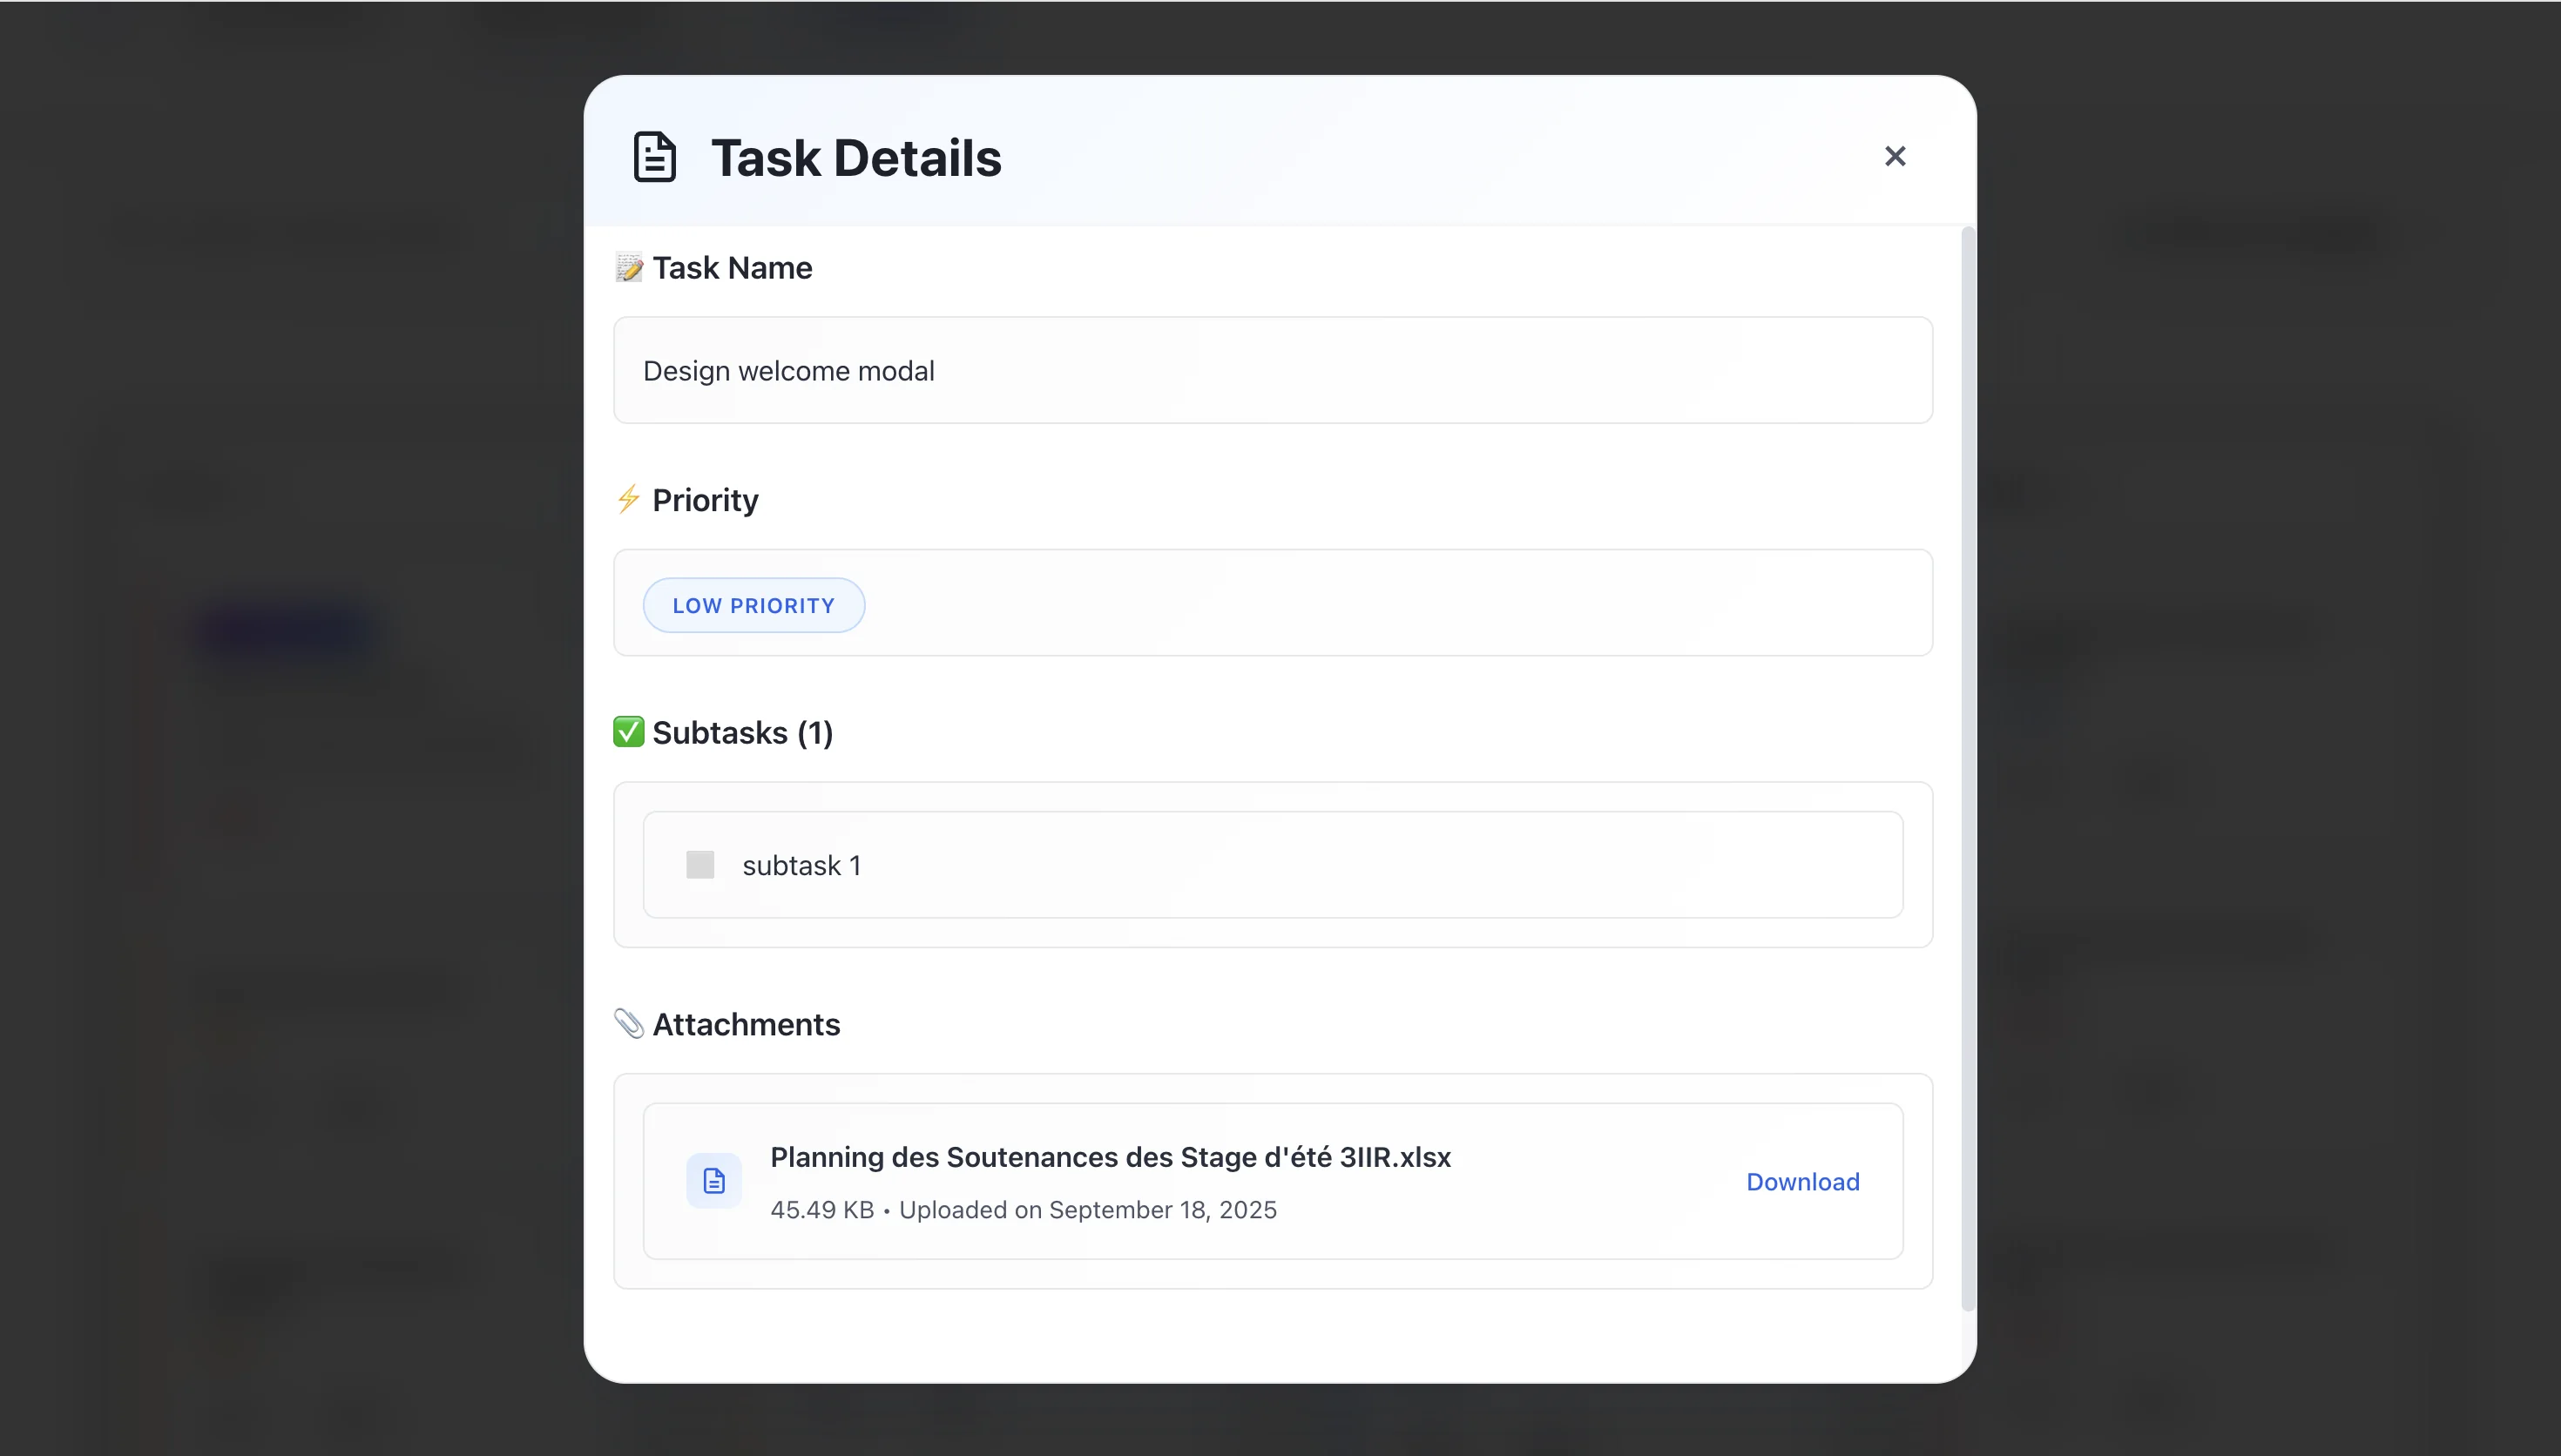 Task Details
Task Name
Design welcome modal
Priority
LOW PRIORITY
Subtasks (1)
subtask 1
Attachments
Planning des Soutenances des Stage d'été 3IIR.xlsx
45.49 KB • Uploaded on September 18, 2025
Download